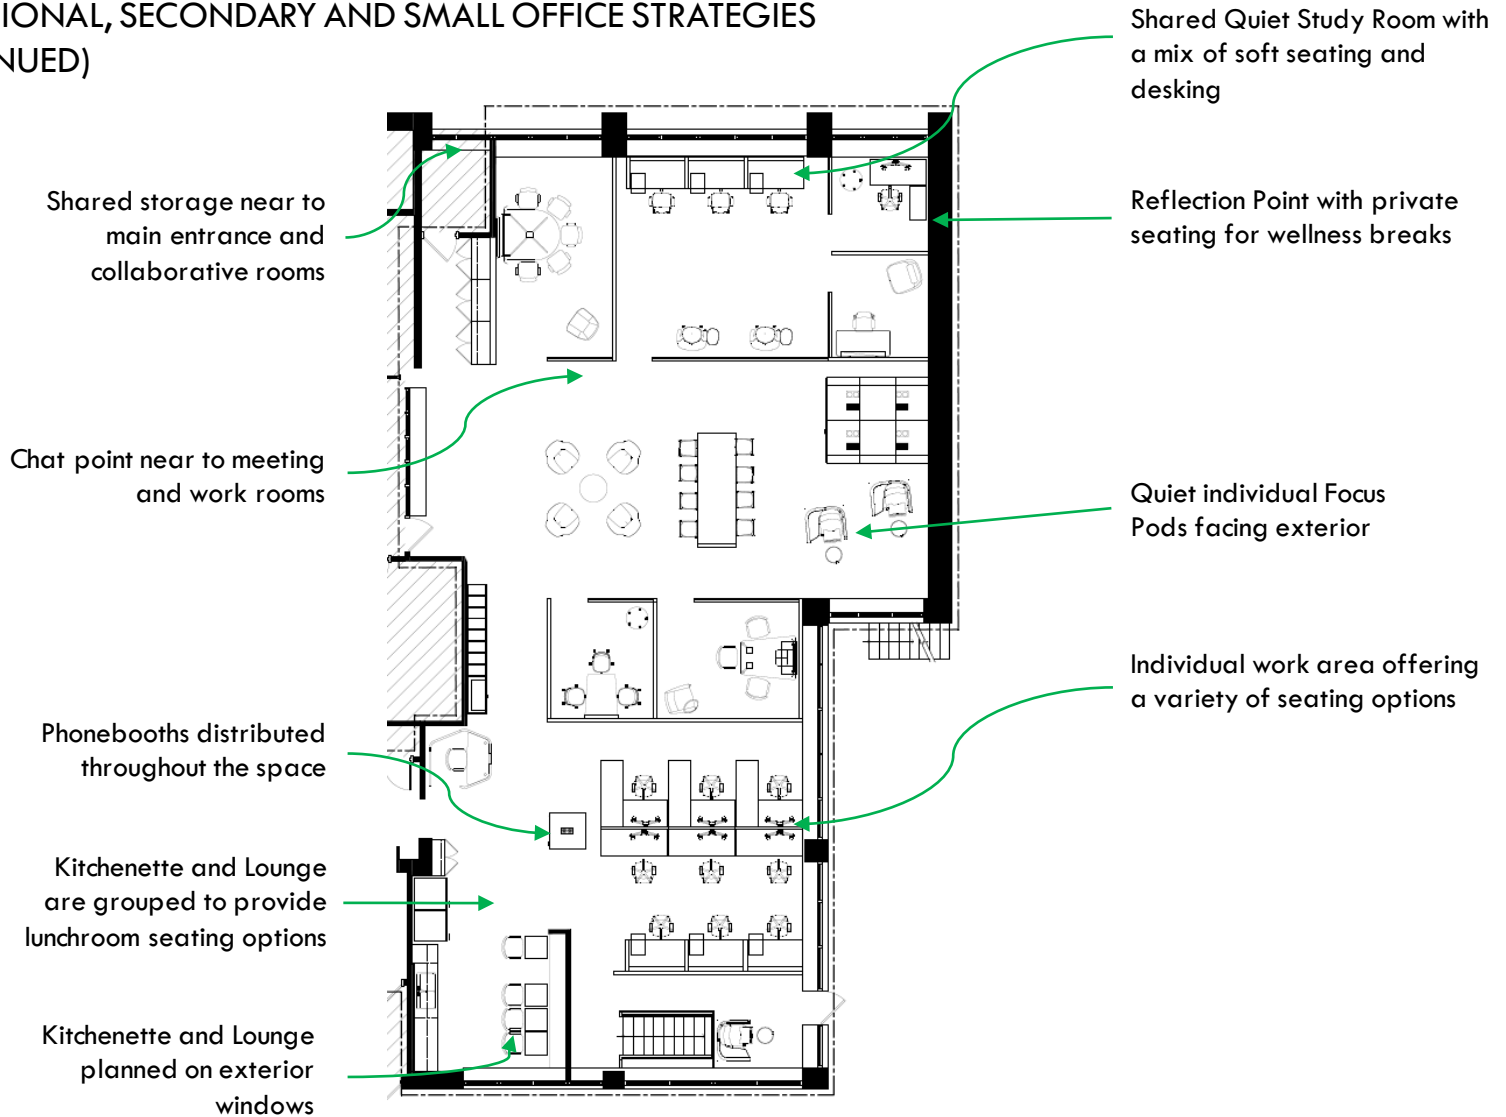 IONAL, SECONDARY AND SMALL OFFICE STRATEGIES
NUED)
Shared Quiet Study Room with
a mix of soft seating and
desking
Shared storage near to
main entrance and
collaborative rooms
Reflection Point with private
seating for wellness breaks
Chat point near to meeting
and work rooms
Quiet individual Focus
Pods facing exterior
Individual work area offering
a variety of seating options
Phonebooths distributed
throughout the space
Kitchenette and Lounge
are grouped to provide
lunchroom seating options
Kitchenette and Lounge
planned on exterior
windows